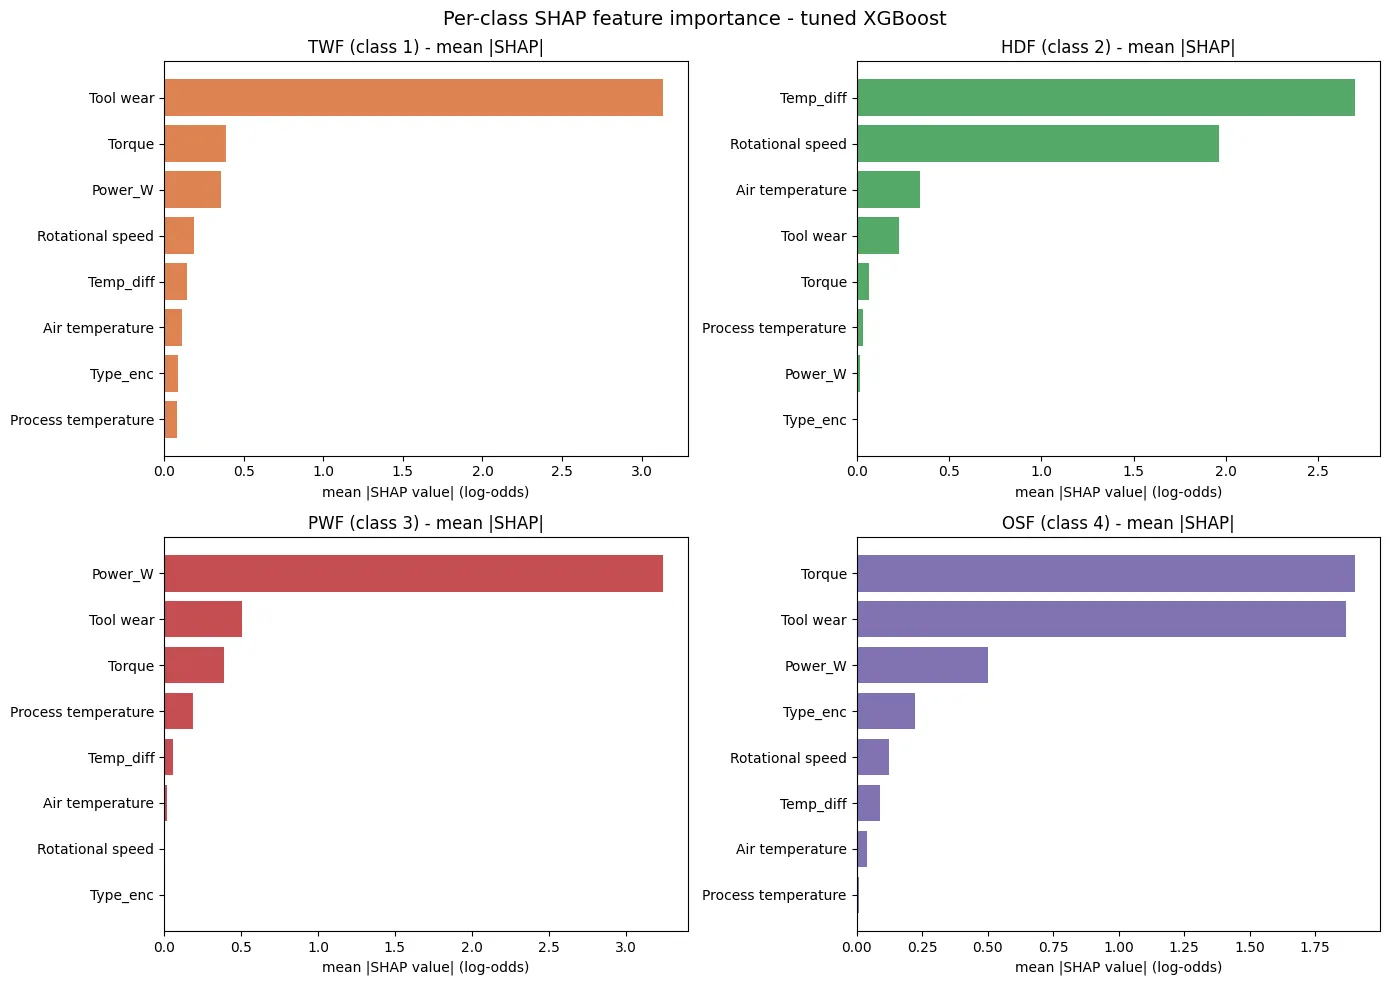 Per-class SHAP feature importance - tuned XGBoost
TWF (class 1) - mean |SHAP|
Tool wear
Torque
Power_W
Rotational speed
Temp_diff
Air temperature
Type_enc
Process temperature
0.0 0.5 1.0 1.5 2.0 2.5 3.0
mean |SHAP value| (log-odds)
HDF (class 2) - mean |SHAP|
Temp_diff
Rotational speed
Air temperature
Tool wear
Torque
Process temperature
Power_W
Type_enc
0.0 0.5 1.0 1.5 2.0 2.5
mean |SHAP value| (log-odds)
PWF (class 3) - mean |SHAP|
Power_W
Tool wear
Torque
Process temperature
Temp_diff
Air temperature
Rotational speed
Type_enc
0.0 0.5 1.0 1.5 2.0 2.5 3.0
mean |SHAP value| (log-odds)
OSF (class 4) - mean |SHAP|
Torque
Tool wear
Power_W
Type_enc
Rotational speed
Temp_diff
Air temperature
Process temperature
0.00 0.25 0.50 0.75 1.00 1.25 1.50 1.75
mean |SHAP value| (log-odds)